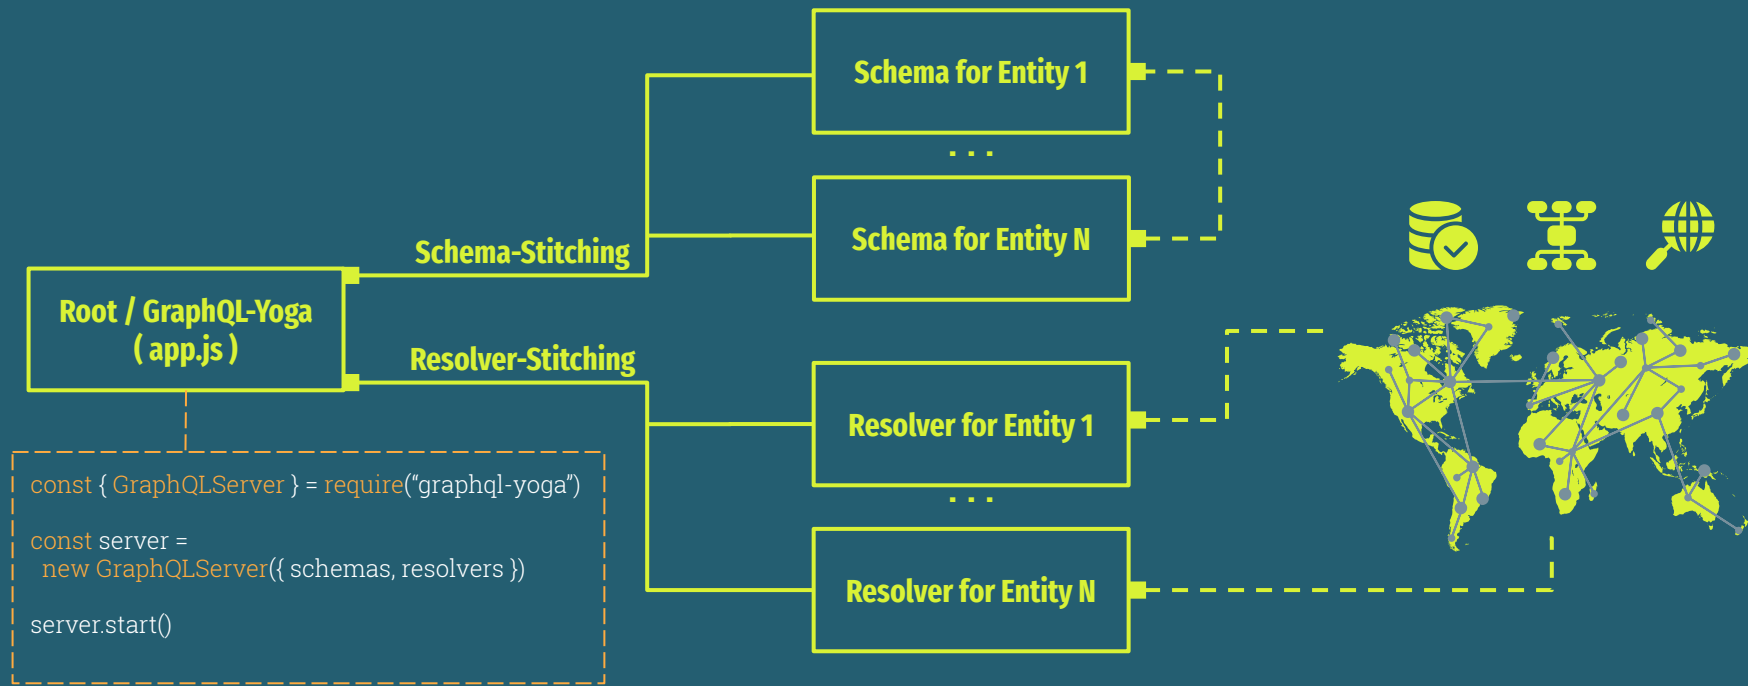 Schema for Entity 1
. . .
Schema for Entity N
Schema-Stitching
Root / GraphQL-Yoga
( app.js )
Resolver-Stitching
Resolver for Entity 1
. . .
Resolver for Entity N
const { GraphQLServer } = require(“graphql-yoga”)
const server =
new GraphQLServer({ schemas, resolvers })
server.start()